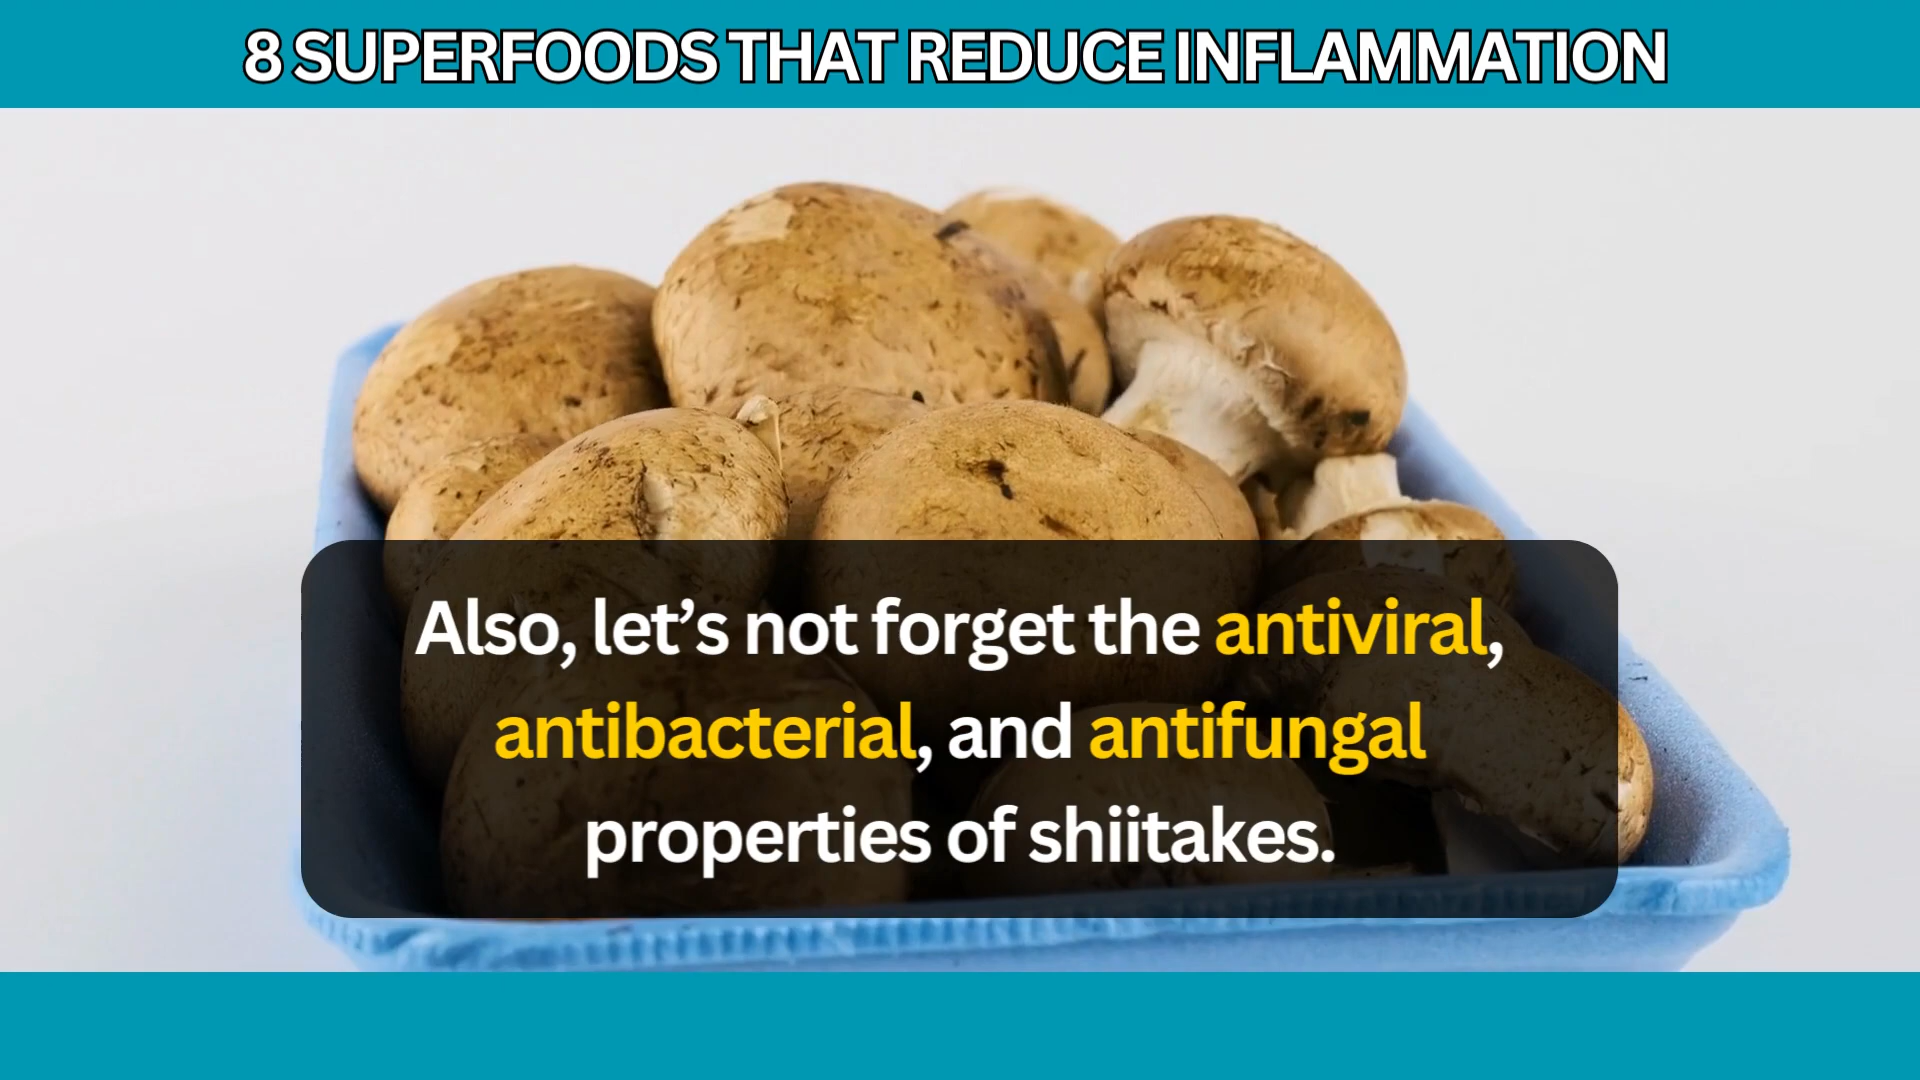 8 SUPERFOODS THAT REDUCE INFLAMMATION
Also, let’s not forget the antiviral,
antibacterial, and antifungal
properties of shiitakes.